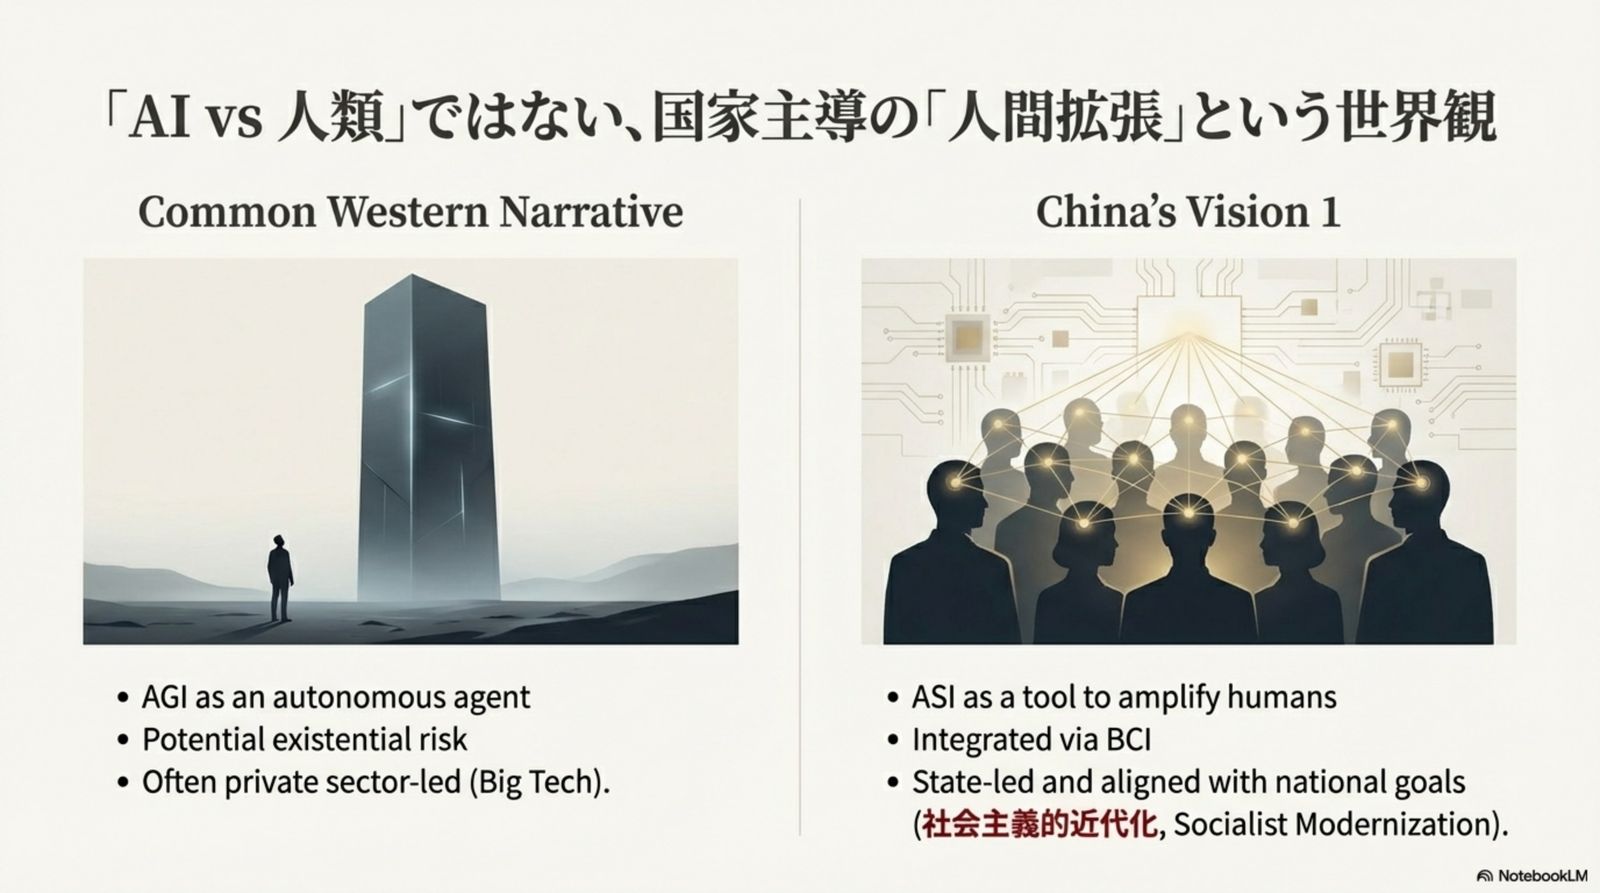 「AI vs 人類」ではない、国家主導の「人間拡張」という世界観
Common Western Narrative
• AGI as an autonomous agent
• Potential existential risk
• Often private sector-led (Big Tech).
China’s Vision 1
• ASI as a tool to amplify humans
• Integrated via BCI
• State-led and aligned with national goals
(社会主義的近代化, Socialist Modernization).
NotebookLM